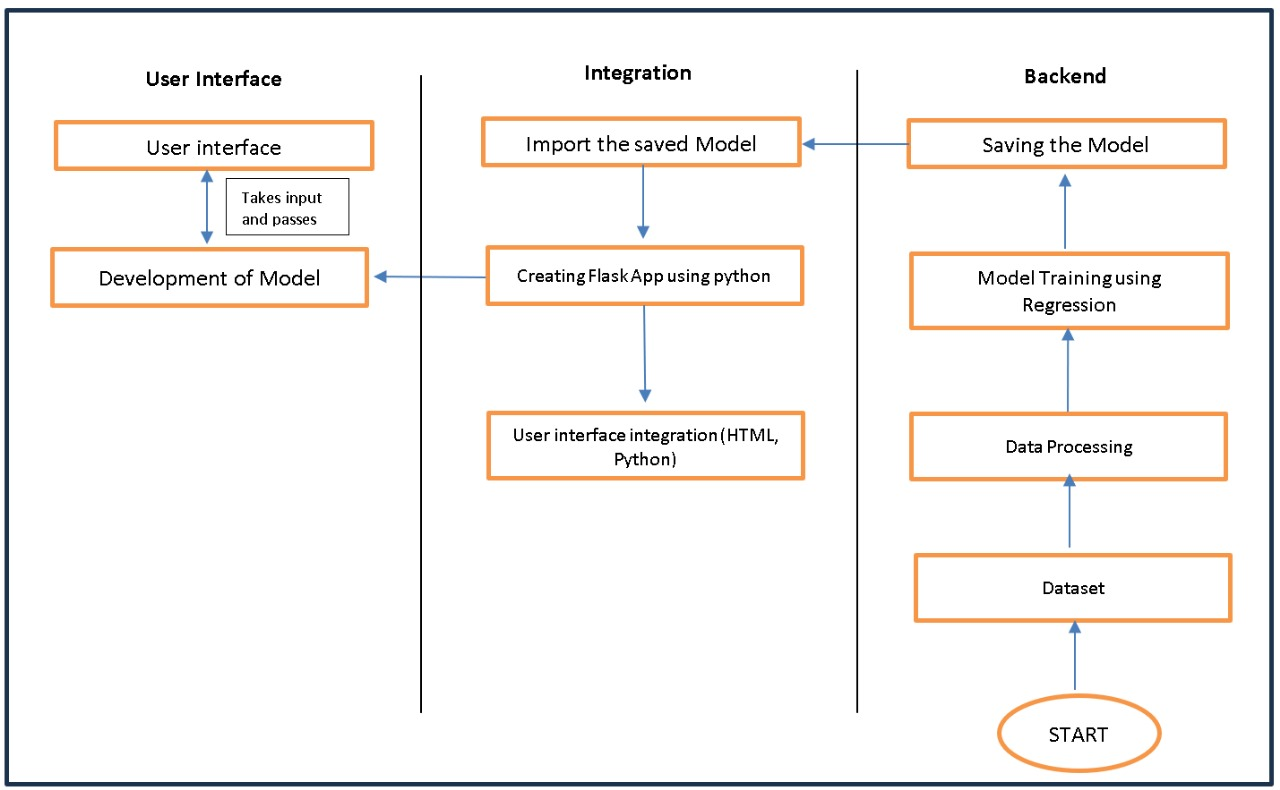 User Interface
User interface
Takes input
and passes
Development of Model
Integration
Import the saved Model
Creating Flask App using python
User interface integration (HTML,
Python)
Backend
Saving the Model
Model Training using
Regression
Data Processing
Dataset
START